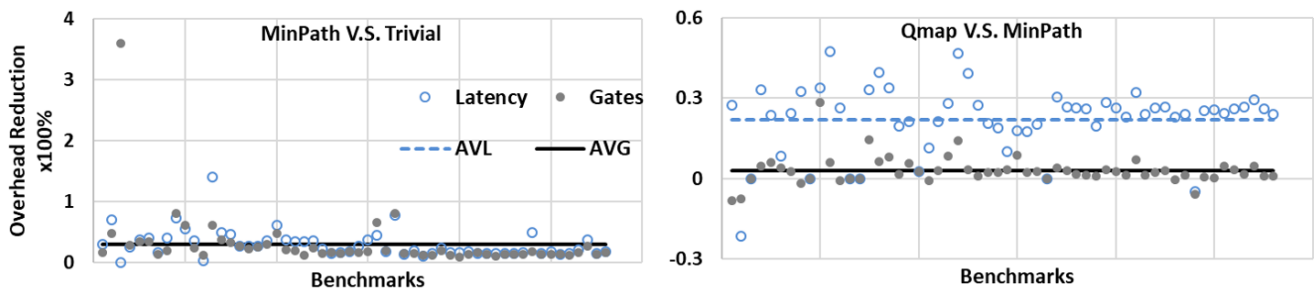 Overhead Reduction
x100%
4
3
2
1
0
MinPath V.S. Trivial
Latency
Gates
AVL
AVG
Benchmarks
0.6
0.3
0
-0.3
Qmap V.S. MinPath
Benchmarks